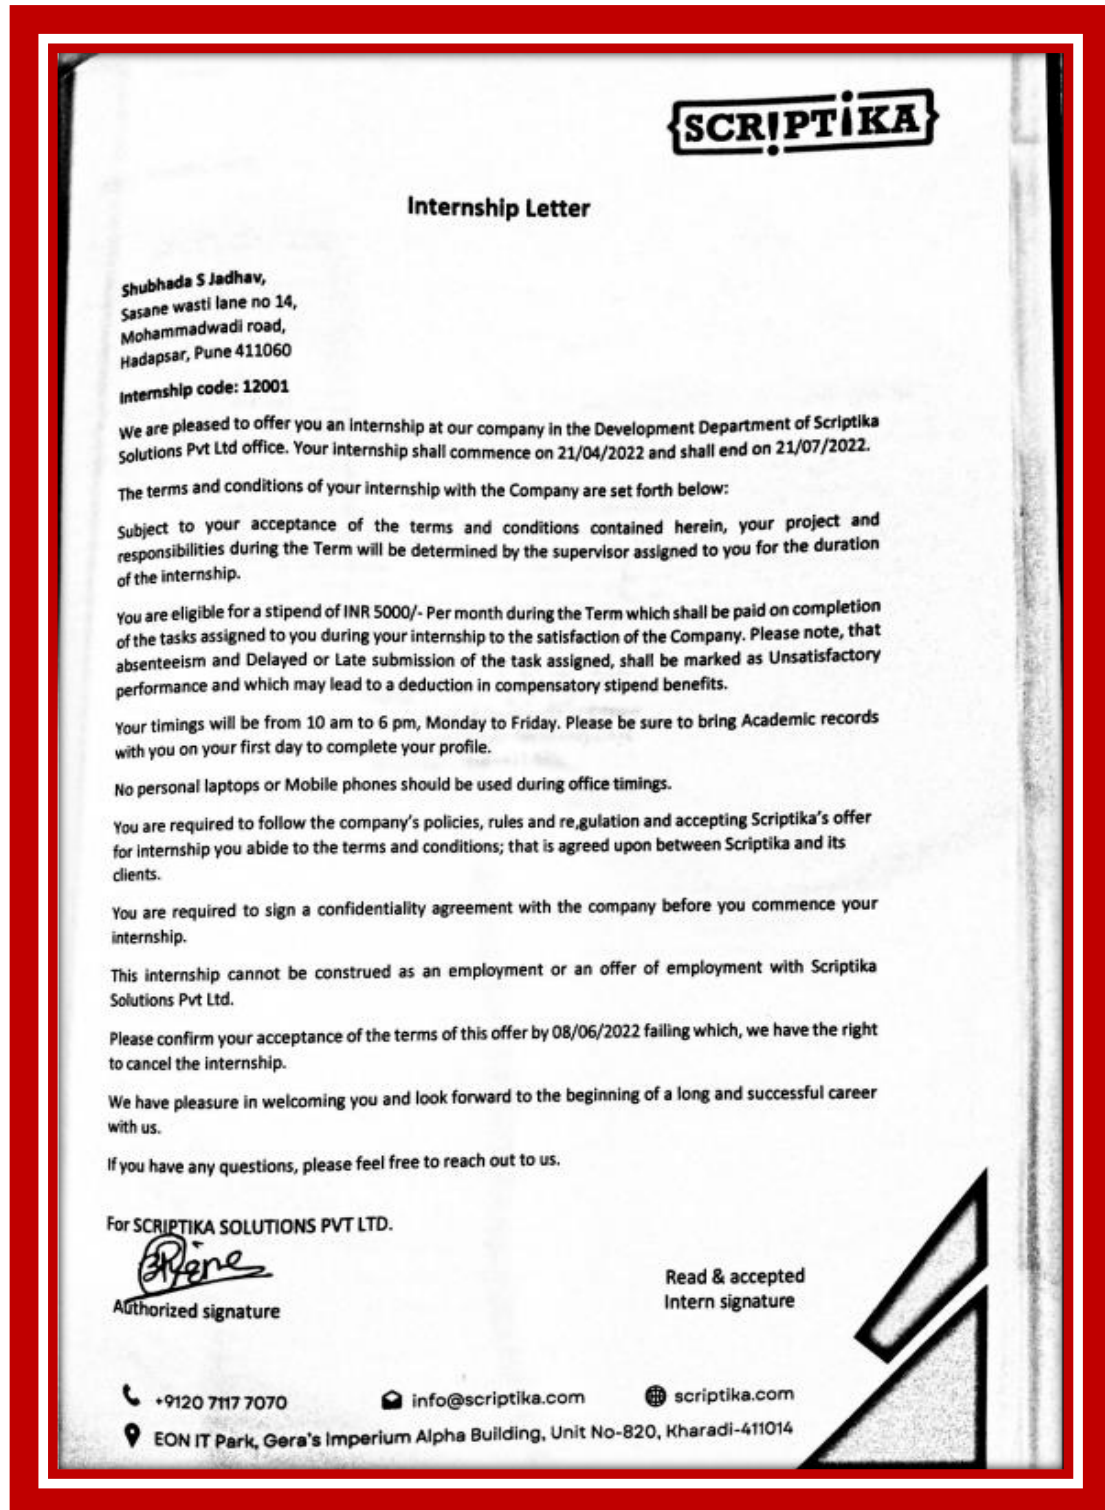 {SCRIPTIKA}
Internship Letter
Shubhada S Jadhav,
Sasane wasti lane no 14,
Mohammadwadi road,
Hadapsar, Pune 411060
Internship code: 12001
We are pleased to offer you an internship at our company in the Development Department of Scriptika
Solutions Pvt Ltd office. Your internship shall commence on 21/04/2022 and shall end on 21/07/2022.
The terms and conditions of your internship with the Company are set forth below:
Subject to your acceptance of the terms and conditions contained herein, your project and
responsibilities during the Term will be determined by the supervisor assigned to you for the duration
of the internship.
You are eligible for a stipend of INR 5000/- Per month during the Term which shall be paid on completion
of the tasks assigned to you during your internship to the satisfaction of the Company. Please note, that
absenteeism and Delayed or Late submission of the task assigned, shall be marked as Unsatisfactory
performance and which may lead to a deduction in compensatory stipend benefits.
Your timings will be from 10 am to 6 pm, Monday to Friday. Please be sure to bring Academic records
with you on your first day to complete your profile.
No personal laptops or Mobile phones should be used during office timings.
You are required to follow the company's policies, rules and re,gulation and accepting Scriptika's offer
for internship you abide to the terms and conditions; that is agreed upon between Scriptika and its
clients.
You are required to sign a confidentiality agreement with the company before you commence your
internship.
This internship cannot be construed as an employment or an offer of employment with Scriptika
Solutions Pvt Ltd.
Please confirm your acceptance of the terms of this offer by 08/06/2022 failing which, we have the right
to cancel the internship.
We have pleasure in welcoming you and look forward to the beginning of a long and successful career
with us.
If you have any questions, please feel free to reach out to us.
For SCRIPTIKA SOLUTIONS PVT LTD.
Authorized signature
Read & accepted
Intern signature
+9120 7117 7070
info@scriptika.com
scriptika.com
EON IT Park, Gera's Imperium Alpha Building, Unit No-820, Kharadi-411014